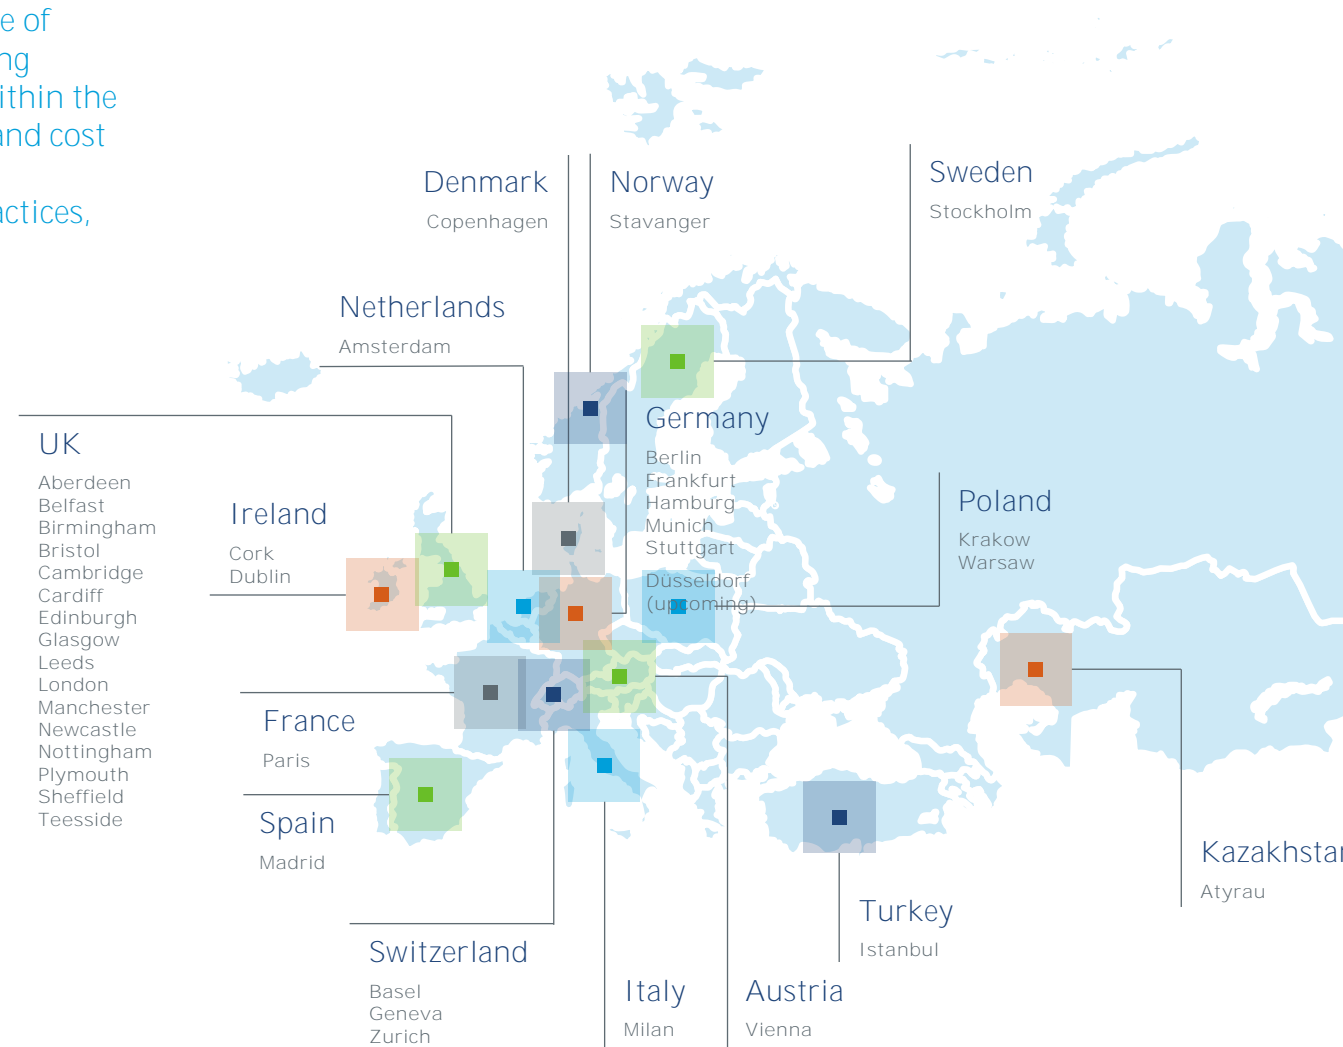 e of
ng
ithin the
and cost
actices,
Denmark
Copenhagen
Norway
Stavanger
Sweden
Stockholm
Netherlands
Amsterdam
UK
Aberdeen
Belfast
Birmingham
Bristol
Cambridge
Cardiff
Edinburgh
Glasgow
Leeds
London
Manchester
Newcastle
Nottingham
Plymouth
Sheffield
Teesside
Ireland
Cork
Dublin
Germany
Berlin
Frankfurt
Hamburg
Munich
Stuttgart
Düsseldorf
(upcoming)
Poland
Krakow
Warsaw
France
Paris
Spain
Madrid
Switzerland
Basel
Geneva
Zurich
Italy
Milan
Austria
Vienna
Turkey
Istanbul
Kazakhstan
Atyrau